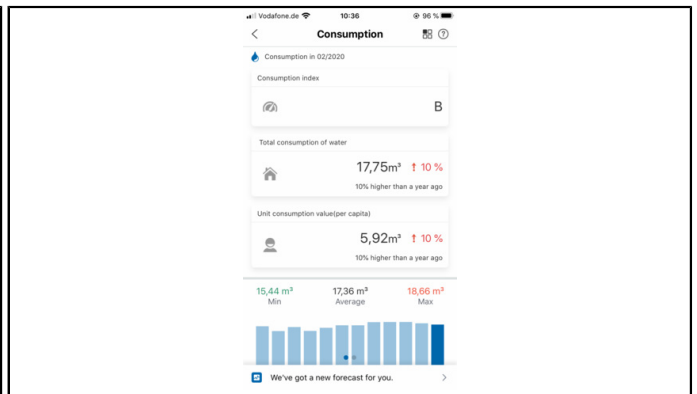 Vodafone.de 10:36 96 %
Consumption
Consumption in 02/2020
Consumption index
B
Total consumption of water
17,75m³ ↑ 10 %
10% higher than a year ago
Unit consumption value(per capita)
5,92m³ ↑ 10 %
10% higher than a year ago
15,44 m³ 17,36 m³ 18,66 m³
Min Average Max
We've got a new forecast for you.